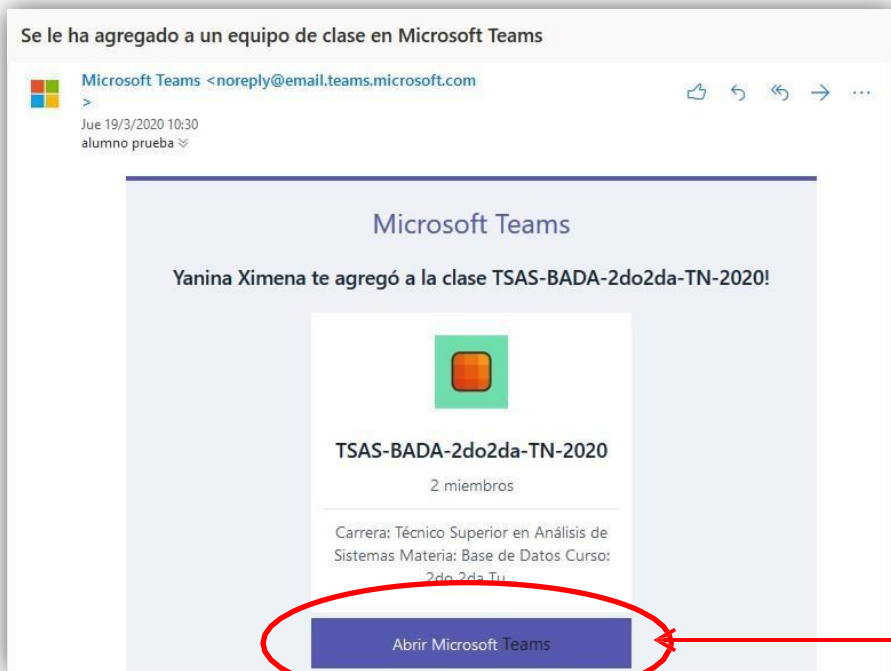 Se le ha agregado a un equipo de clase en Microsoft Teams
Microsoft Teams <noreply@email.teams.microsoft.com
>
Jue 19/3/2020 10:30
alumno prueba
Microsoft Teams
Yanina Ximena te agregó a la clase TSAS-BADA-2do2da-TN-2020!
TSAS-BADA-2do2da-TN-2020
2 miembros
Carrera: Técnico Superior en Análisis de
Sistemas Materia: Base de Datos Curso:
2do 2da Tu...
Abrir Microsoft Teams